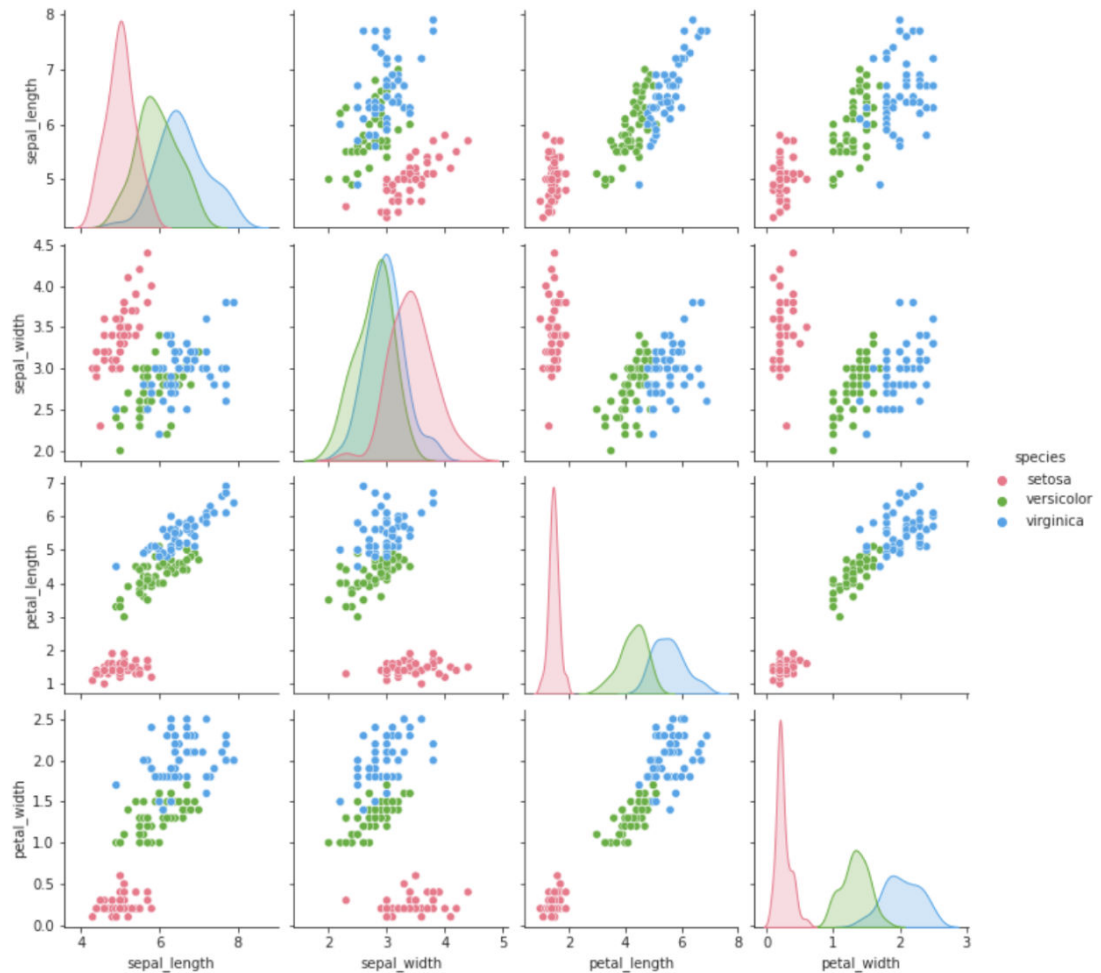 8
7
6
5
sepal_length
4.5
4.0
3.5
3.0
2.5
2.0
sepal_width
species
setosa
versicolor
virginica
7
6
5
4
3
2
1
petal_length
2.5
2.0
1.5
1.0
0.5
0.0
petal_width
4 6 8 2 3 4 5 2 4 6 8 0 1 2 3
sepal_length sepal_width petal_length petal_width